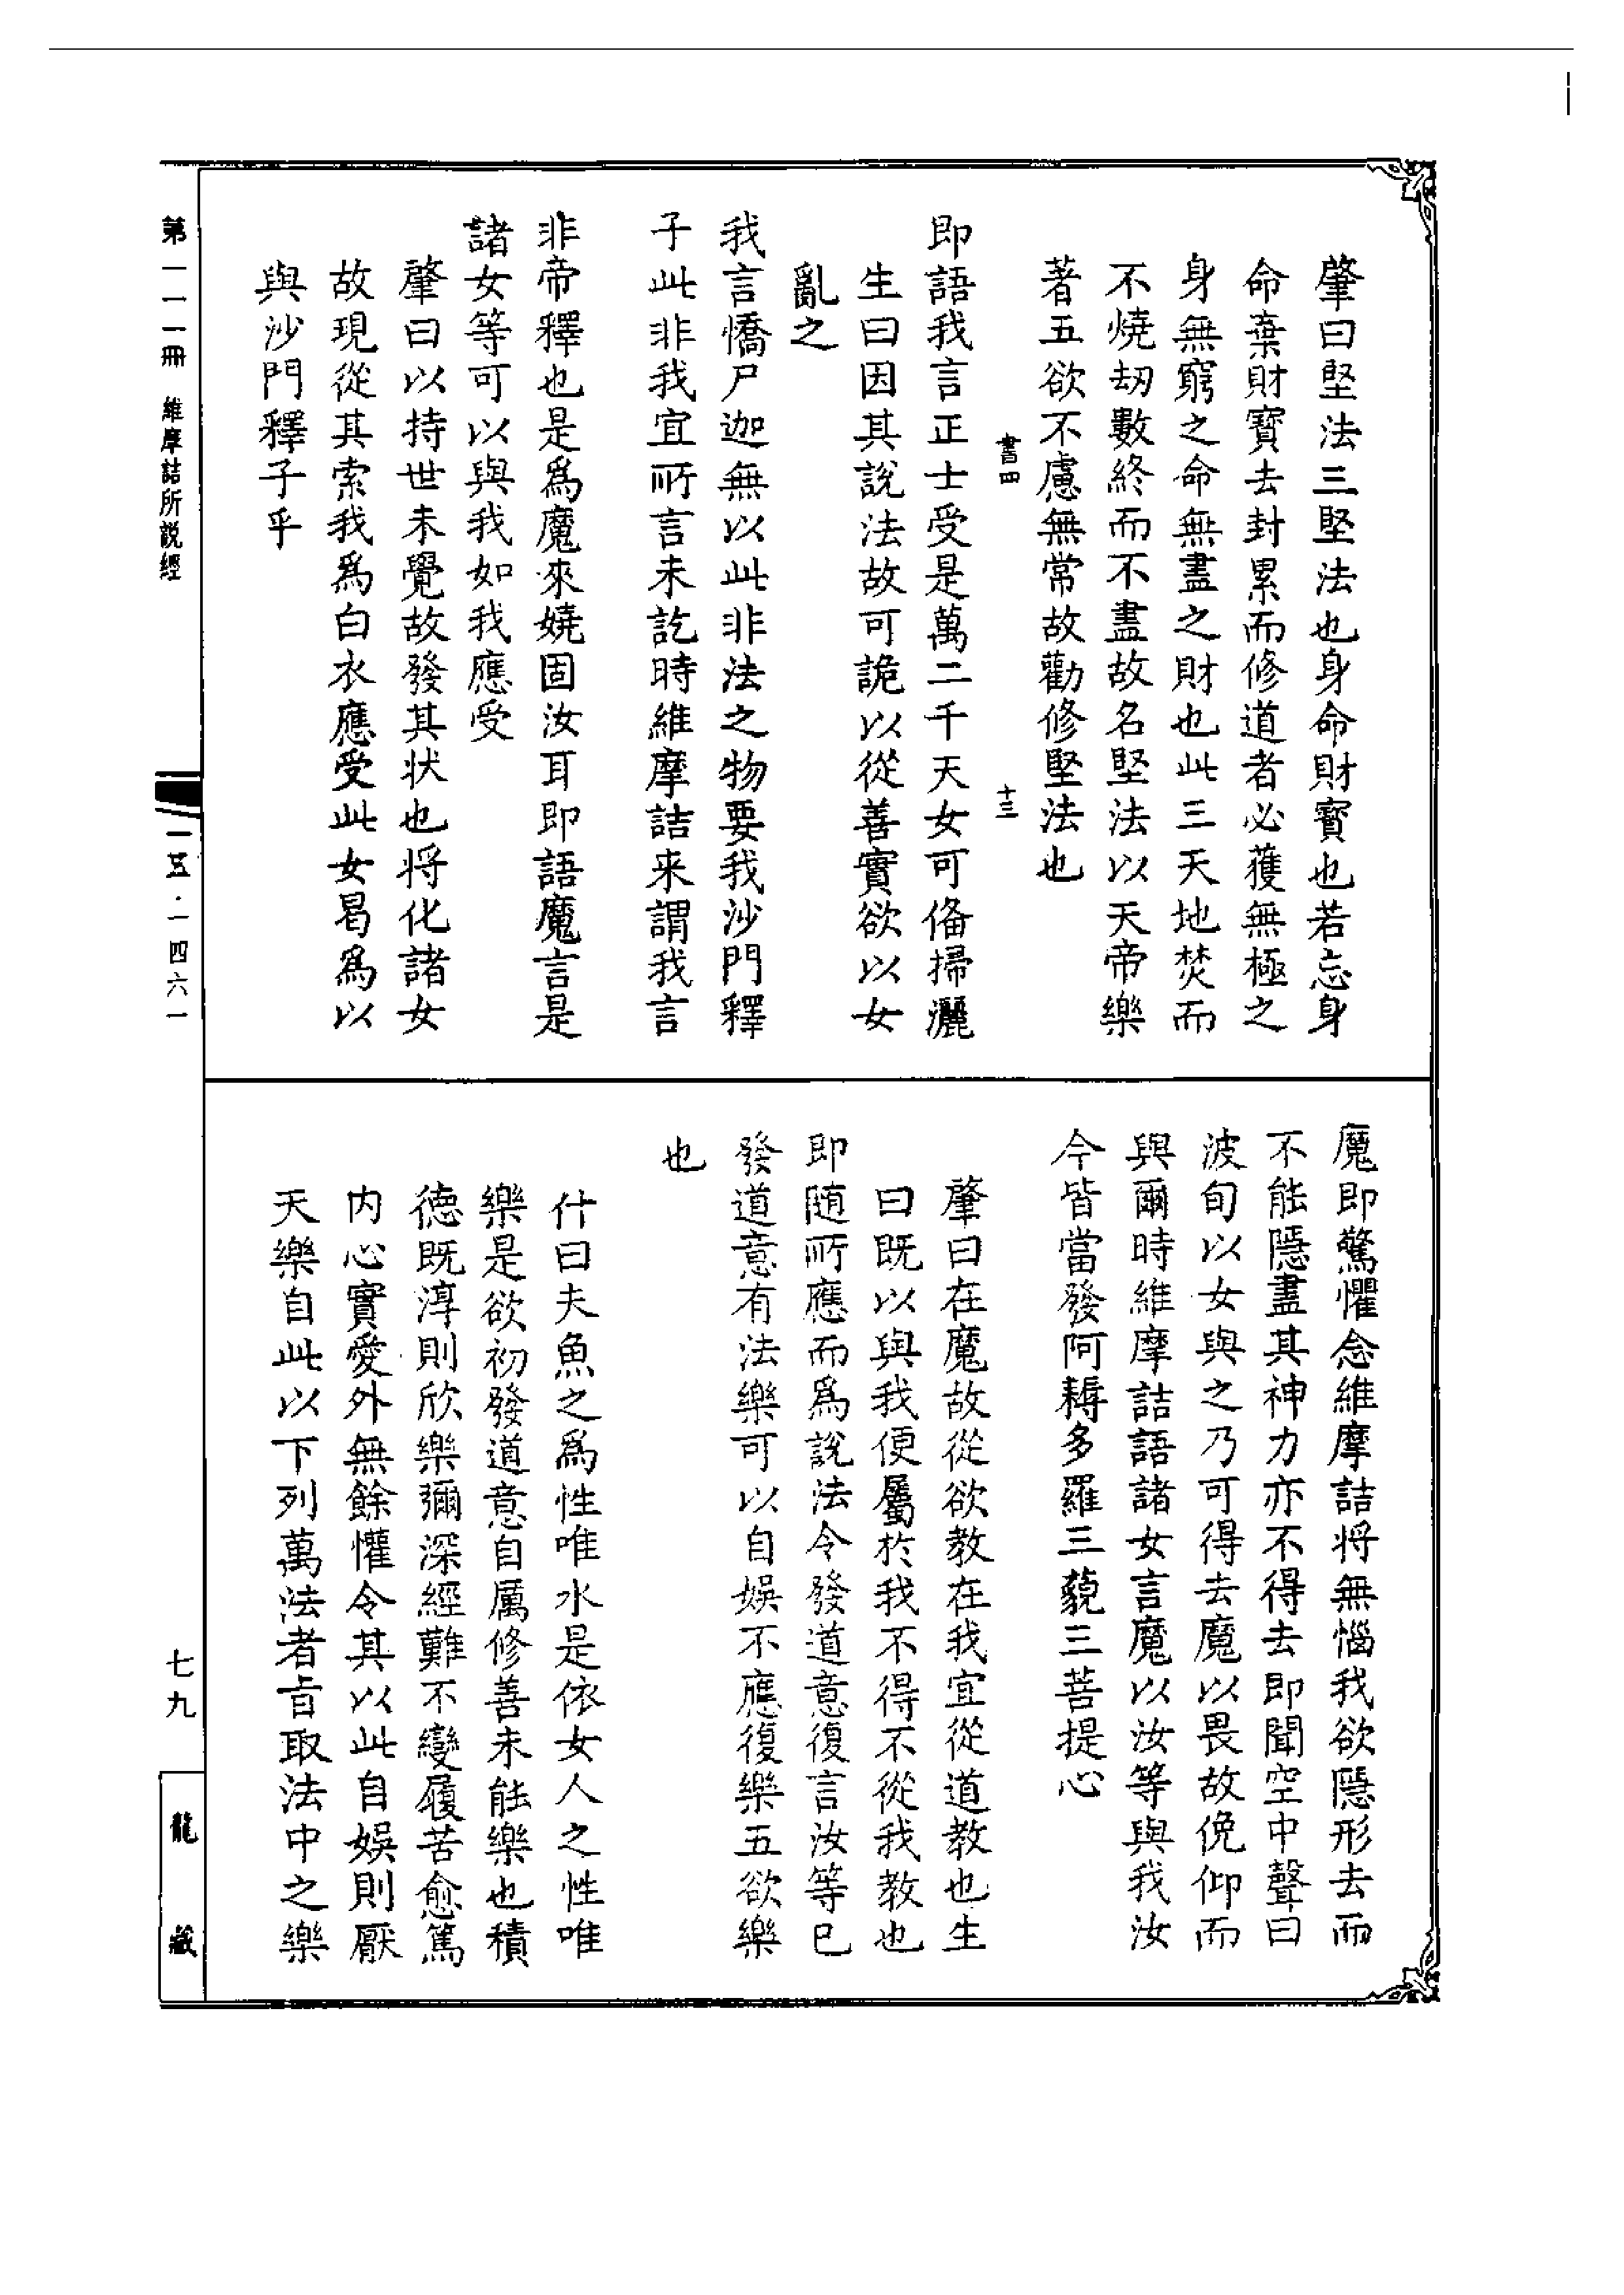 肇曰堅法三堅法也身命財寶也若忘身
命棄財寶去封累而修道者必獲無極之
身無窮之命無盡之財也此三天地焚而
不燒劫數終而不盡故名堅法以天帝樂
著五欲不慮無常故勸修堅法也
書四 十三
即語我言正士受是萬二千天女可俻掃灑
生曰因其說法故可詭以從善實欲以女
亂之
我言憍尸迦無以此非法之物要我沙門釋
子此非我宜所言未訖時維摩詰来謂我言
非帝釋也是爲魔來嬈固汝耳即語魔言是
諸女等可以與我如我應受
肇曰以持世未覺故發其状也将化諸女
故現從其索我爲白衣應受此女曷爲以
與沙門釋子乎
魔即驚懼念維摩詰将無惱我欲隱形去而
不能隱盡其神力亦不得去即聞空中聲曰
波旬以女與之乃可得去魔以畏故俛仰而
與爾時維摩詰語諸女言魔以汝等與我汝
今皆當發阿耨多羅三藐三菩提心
肇曰在魔故從欲教在我宜從道教也生
曰既以與我便屬於我不得不從我教也
即随所應而爲說法令發道意復言汝等已
發道意有法樂可以自娛不應復樂五欲樂
也
什曰夫魚之爲性唯水是依女人之性唯
樂是欲初發道意自厲修善未能樂也積
德既淳則欣樂彌深經難不變履苦愈篤
内心實愛外無餘懼令其以此自娛則厭
天樂自此以下列萬法者旨取法中之樂
第一一一冊 維摩詰所說經
一五·一四六一
七九
龍藏